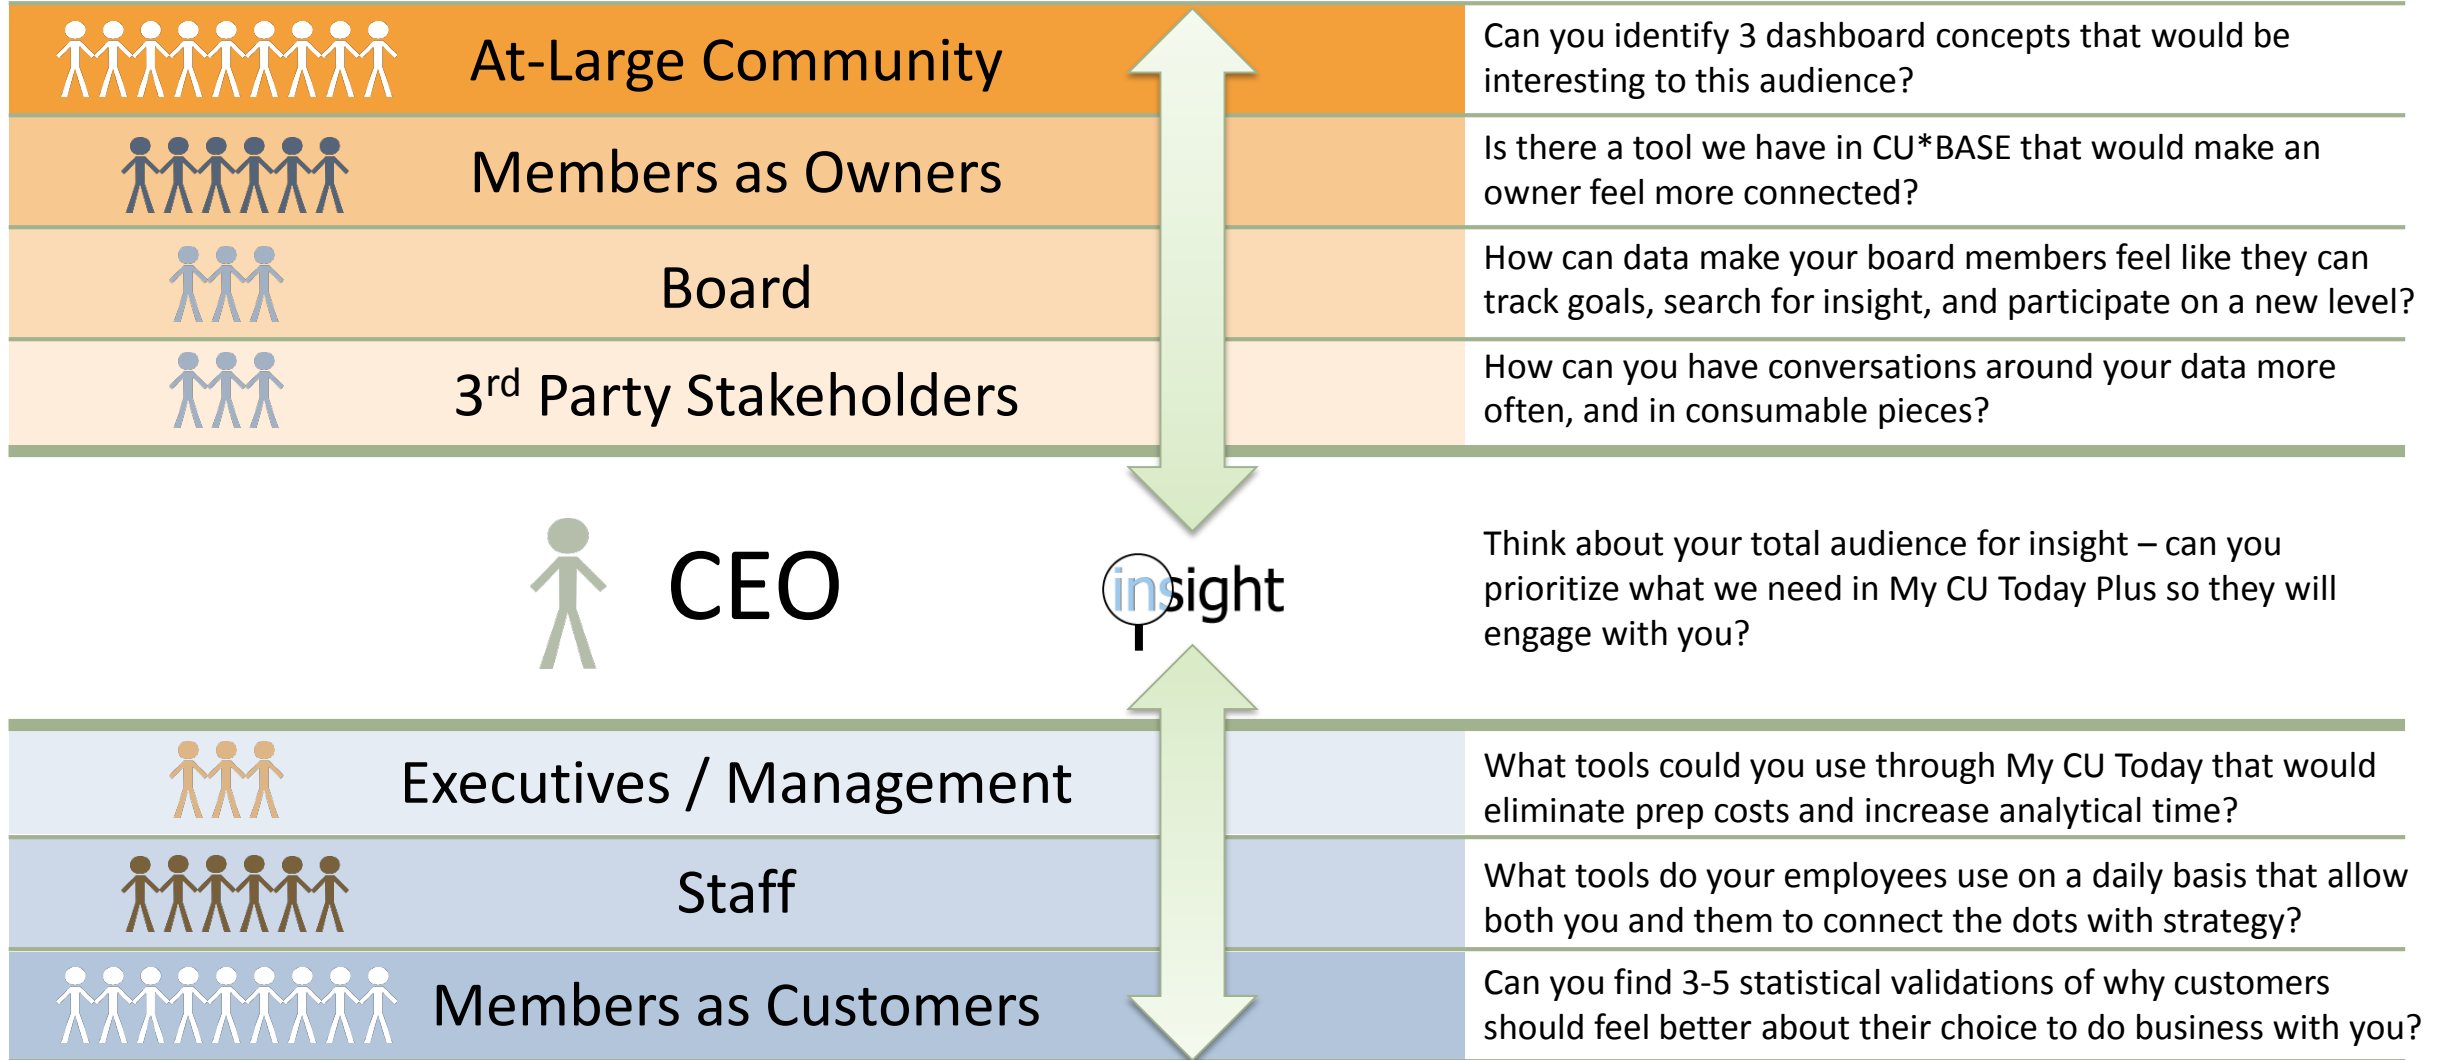 At-Large Community
Can you identify 3 dashboard concepts that would be
interesting to this audience?
Members as Owners
Is there a tool we have in CU*BASE that would make an
owner feel more connected?
Board
How can data make your board members feel like they can
track goals, search for insight, and participate on a new level?
3rd Party Stakeholders
How can you have conversations around your data more
often, and in consumable pieces?
CEO
insight
Think about your total audience for insight – can you
prioritize what we need in My CU Today Plus so they will
engage with you?
Executives / Management
What tools could you use through My CU Today that would
eliminate prep costs and increase analytical time?
Staff
What tools do your employees use on a daily basis that allow
both you and them to connect the dots with strategy?
Members as Customers
Can you find 3-5 statistical validations of why customers
should feel better about their choice to do business with you?